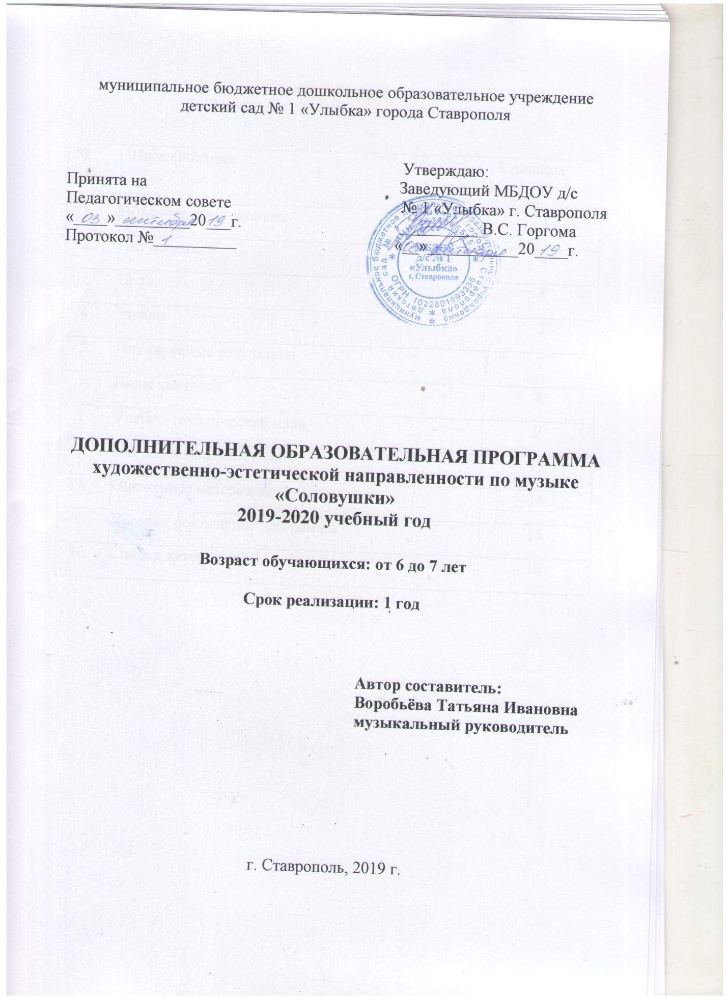 муниципальное бюджетное дошкольное образовательное учреждение
детский сад № 1 «Улыбка» города Ставрополя
Принята на
Педагогическом совете
«03» сентября 2019 г.
Протокол № 1
Утверждаю:
Заведующий МБДОУ д/с
№ 1 «Улыбка» г. Ставрополя
В.С. Горгома
«03» сентября 2019 г.
МБДОУ
д/с № 1
«Улыбка»
г. Ставрополя
ОГРН 1022601993336
муниципальное бюджетное дошкольное образовательное учреждение
детский сад № 1 «Улыбка» города Ставрополя
ДОПОЛНИТЕЛЬНАЯ ОБРАЗОВАТЕЛЬНАЯ ПРОГРАММА
художественно-эстетической направленности по музыке
«Соловушки»
2019-2020 учебный год
Возраст обучающихся: от 6 до 7 лет
Срок реализации: 1 год
Автор составитель:
Воробьёва Татьяна Ивановна
музыкальный руководитель
г. Ставрополь, 2019 г.